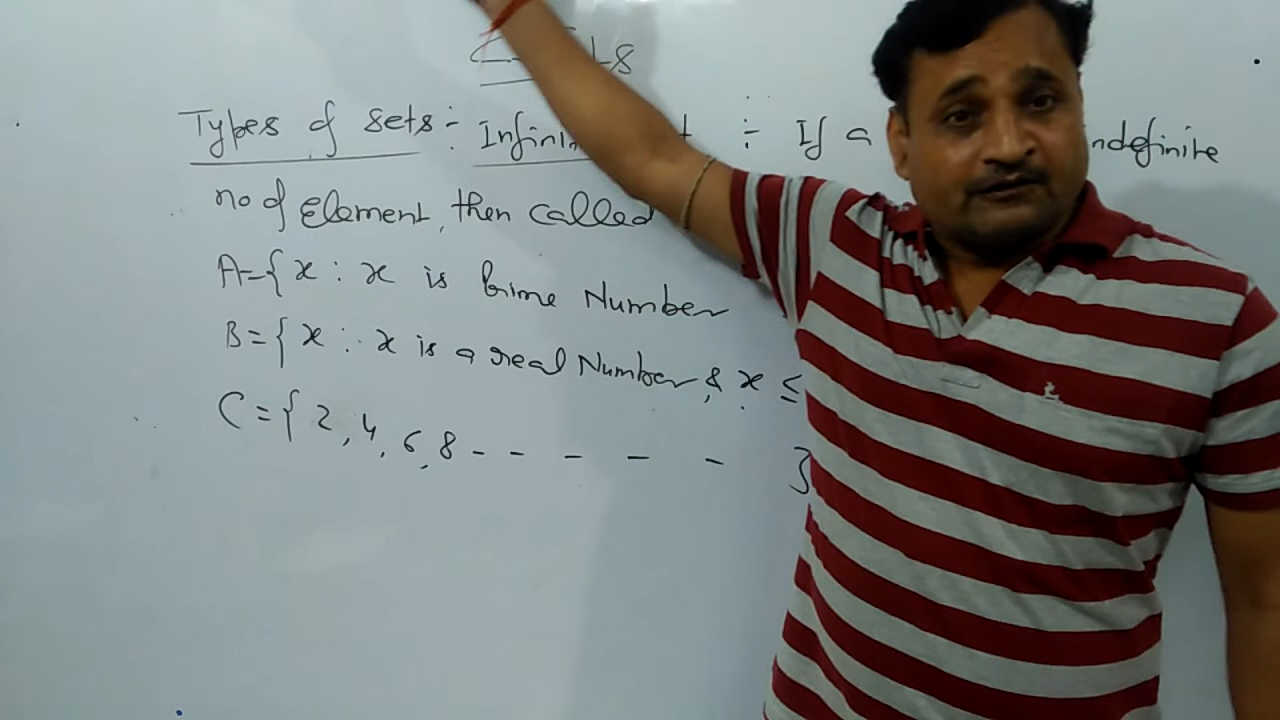 Types of sets :- Infini ÷ If a ndefinite
no of Element, then called
A={ x : x is Prime Number
B={ x : x is a real Number & x ≤
C={ 2, 4, 6, 8 - - - - - }